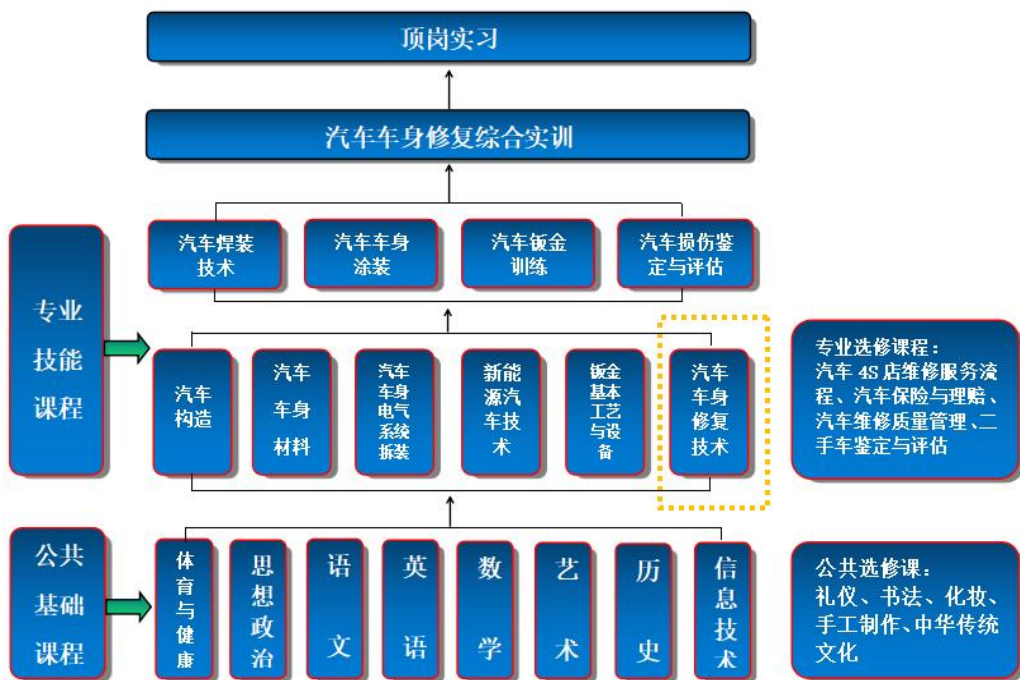 顶岗实习
汽车车身修复综合实训
汽车焊装
技术
汽车车身
涂装
汽车钣金
训练
汽车损伤鉴
定与评估
专业
技能
课程
汽车
构造
汽车
车身
材料
汽车
车身
电气
系统
拆装
新能
源汽
车技
术
钣金
基本
工艺
与设
备
汽车
车身
修复
技术
专业选修课程：
汽车4S店维修服务流
程、汽车保险与理赔、
汽车维修质量管理、二
手车鉴定与评估
公共
基础
课程
体育与健康
思想政治
语文
英语
数学
艺术
历史
信息技术
公共选修课：
礼仪、书法、化妆、
手工制作、中华传统
文化